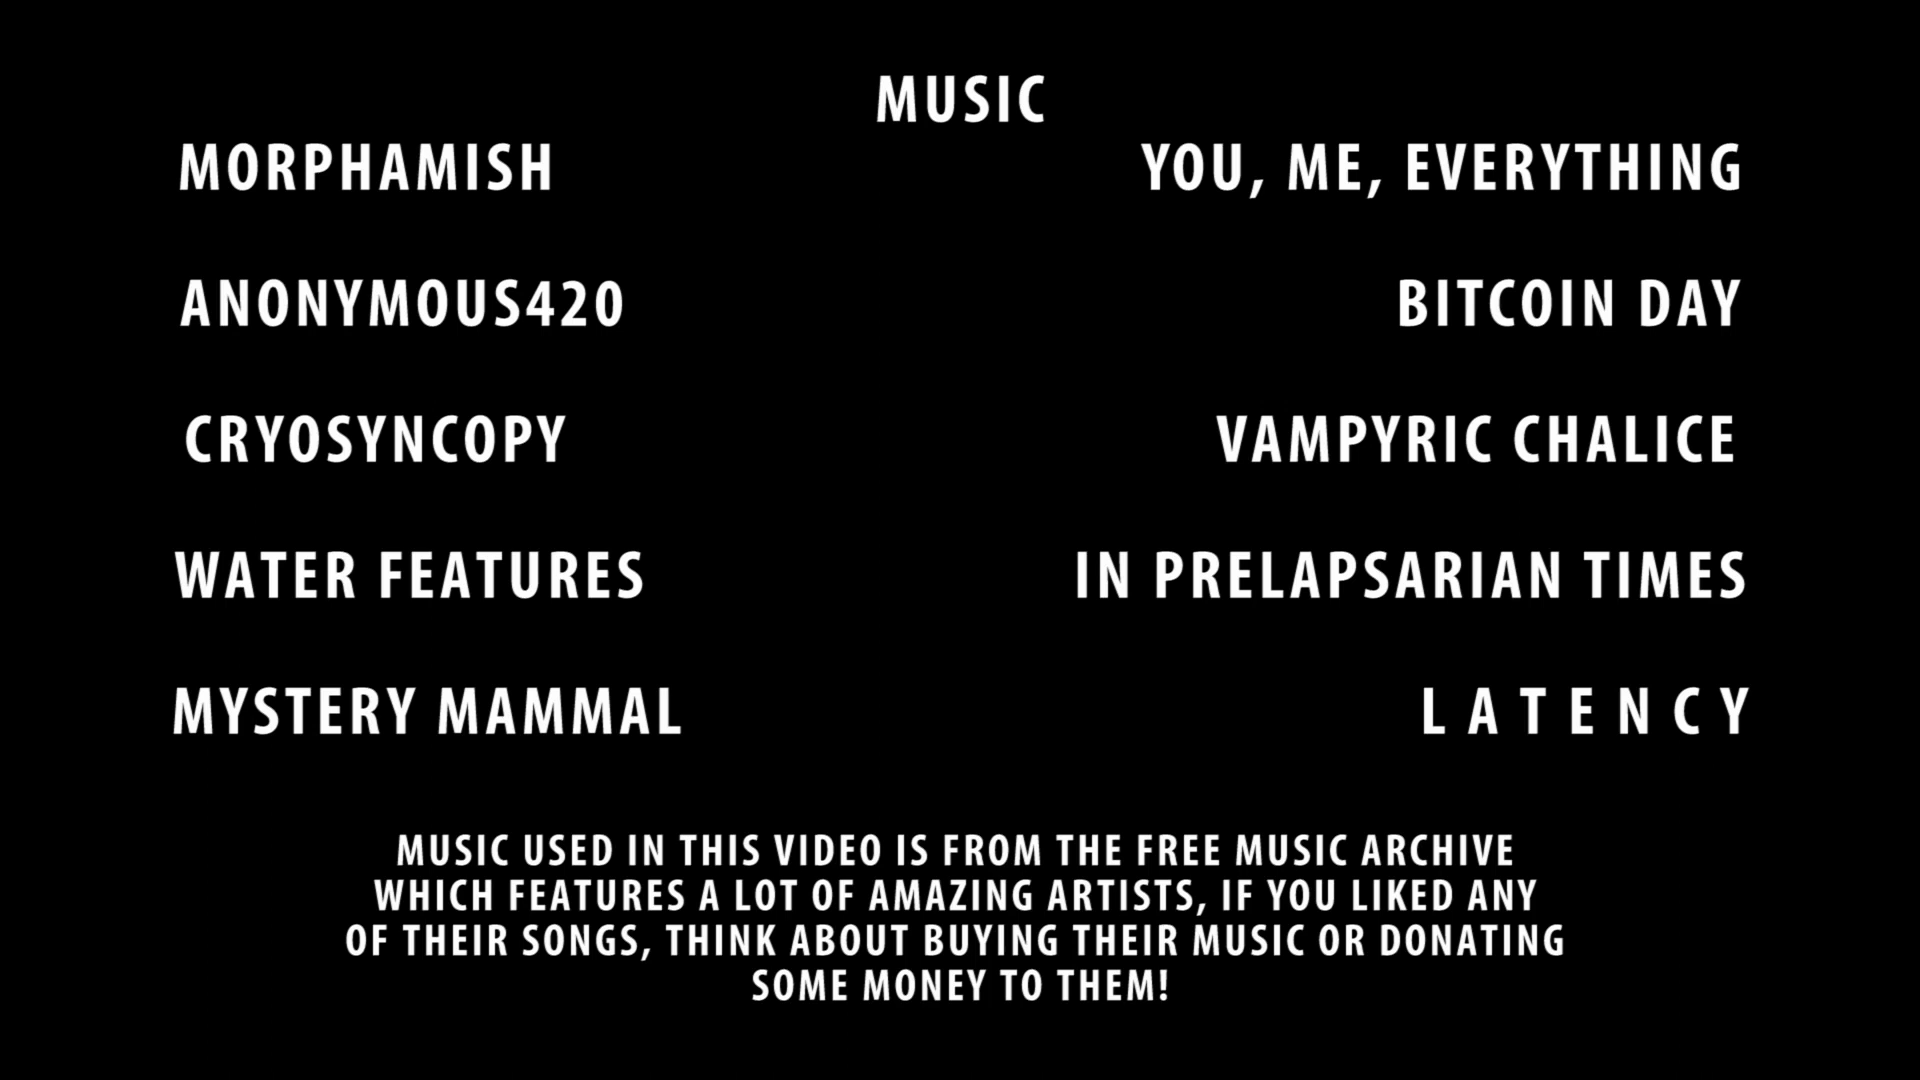 MUSIC
MORPHAMISH YOU, ME, EVERYTHING
ANONYMOUS420 BITCOIN DAY
CRYOSYNCOPY VAMPYRIC CHALICE
WATER FEATURES IN PRELAPSARIAN TIMES
MYSTERY MAMMAL L A T E N C Y
MUSIC USED IN THIS VIDEO IS FROM THE FREE MUSIC ARCHIVE
WHICH FEATURES A LOT OF AMAZING ARTISTS, IF YOU LIKED ANY
OF THEIR SONGS, THINK ABOUT BUYING THEIR MUSIC OR DONATING
SOME MONEY TO THEM!